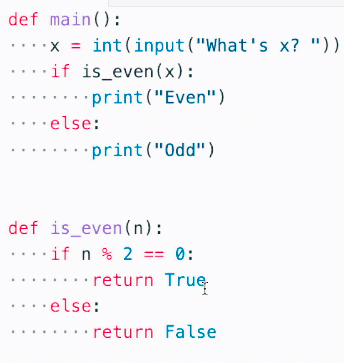 def main():
····x = int(input("What's x? "))
····if is_even(x):
········print("Even")
····else:
········print("Odd")
def is_even(n):
····if n % 2 == 0:
········return True
····else:
········return False